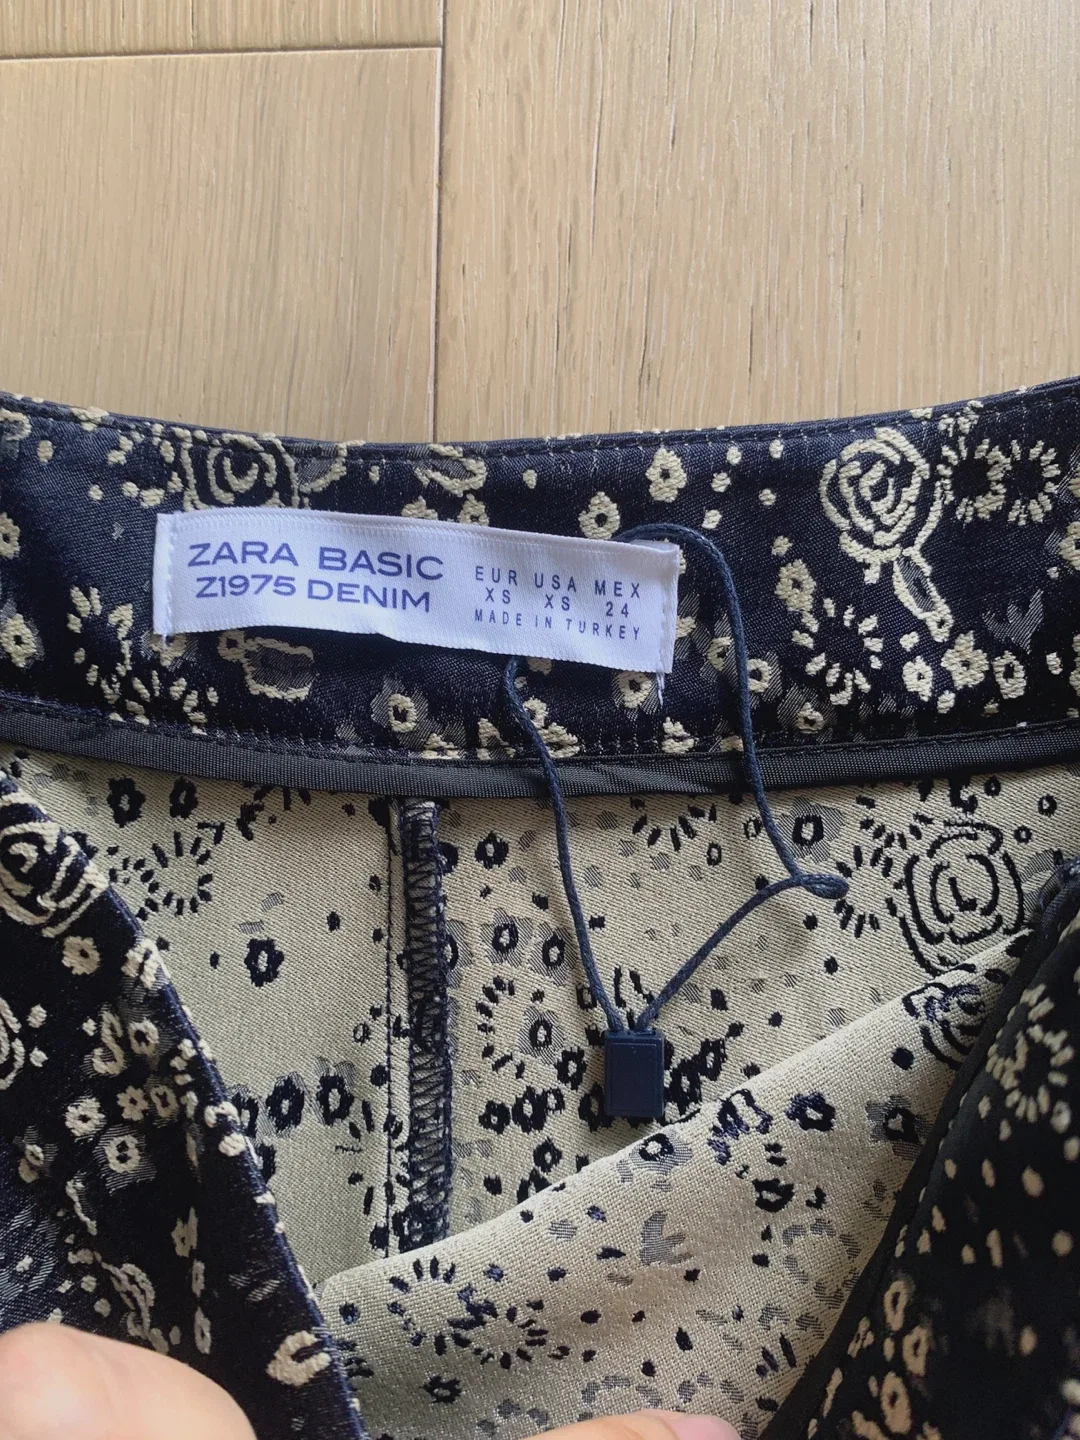 ZARA BASIC
Z1975 DENIM
EUR USA MEX
XS XS 24
MADE IN TURKEY